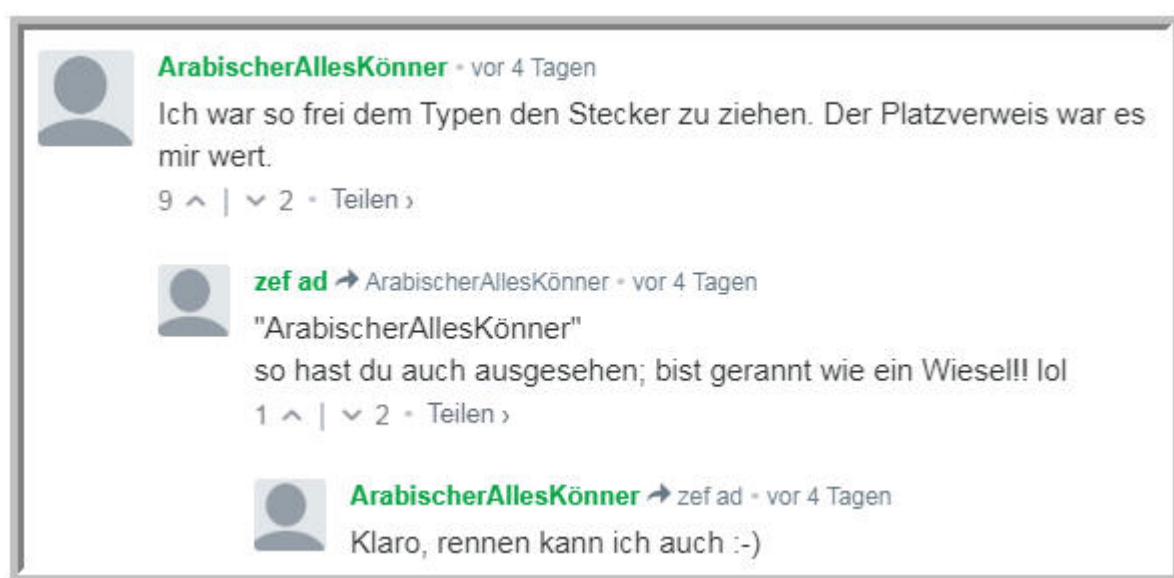 ArabischerAllesKönner • vor 4 Tagen
Ich war so frei dem Typen den Stecker zu ziehen. Der Platzverweis war es
mir wert.
9 | 2 • Teilen ›
zef ad ➔ ArabischerAllesKönner • vor 4 Tagen
"ArabischerAllesKönner"
so hast du auch ausgesehen; bist gerannt wie ein Wiesel!! lol
1 | 2 • Teilen ›
ArabischerAllesKönner ➔ zef ad • vor 4 Tagen
Klaro, rennen kann ich auch :-)